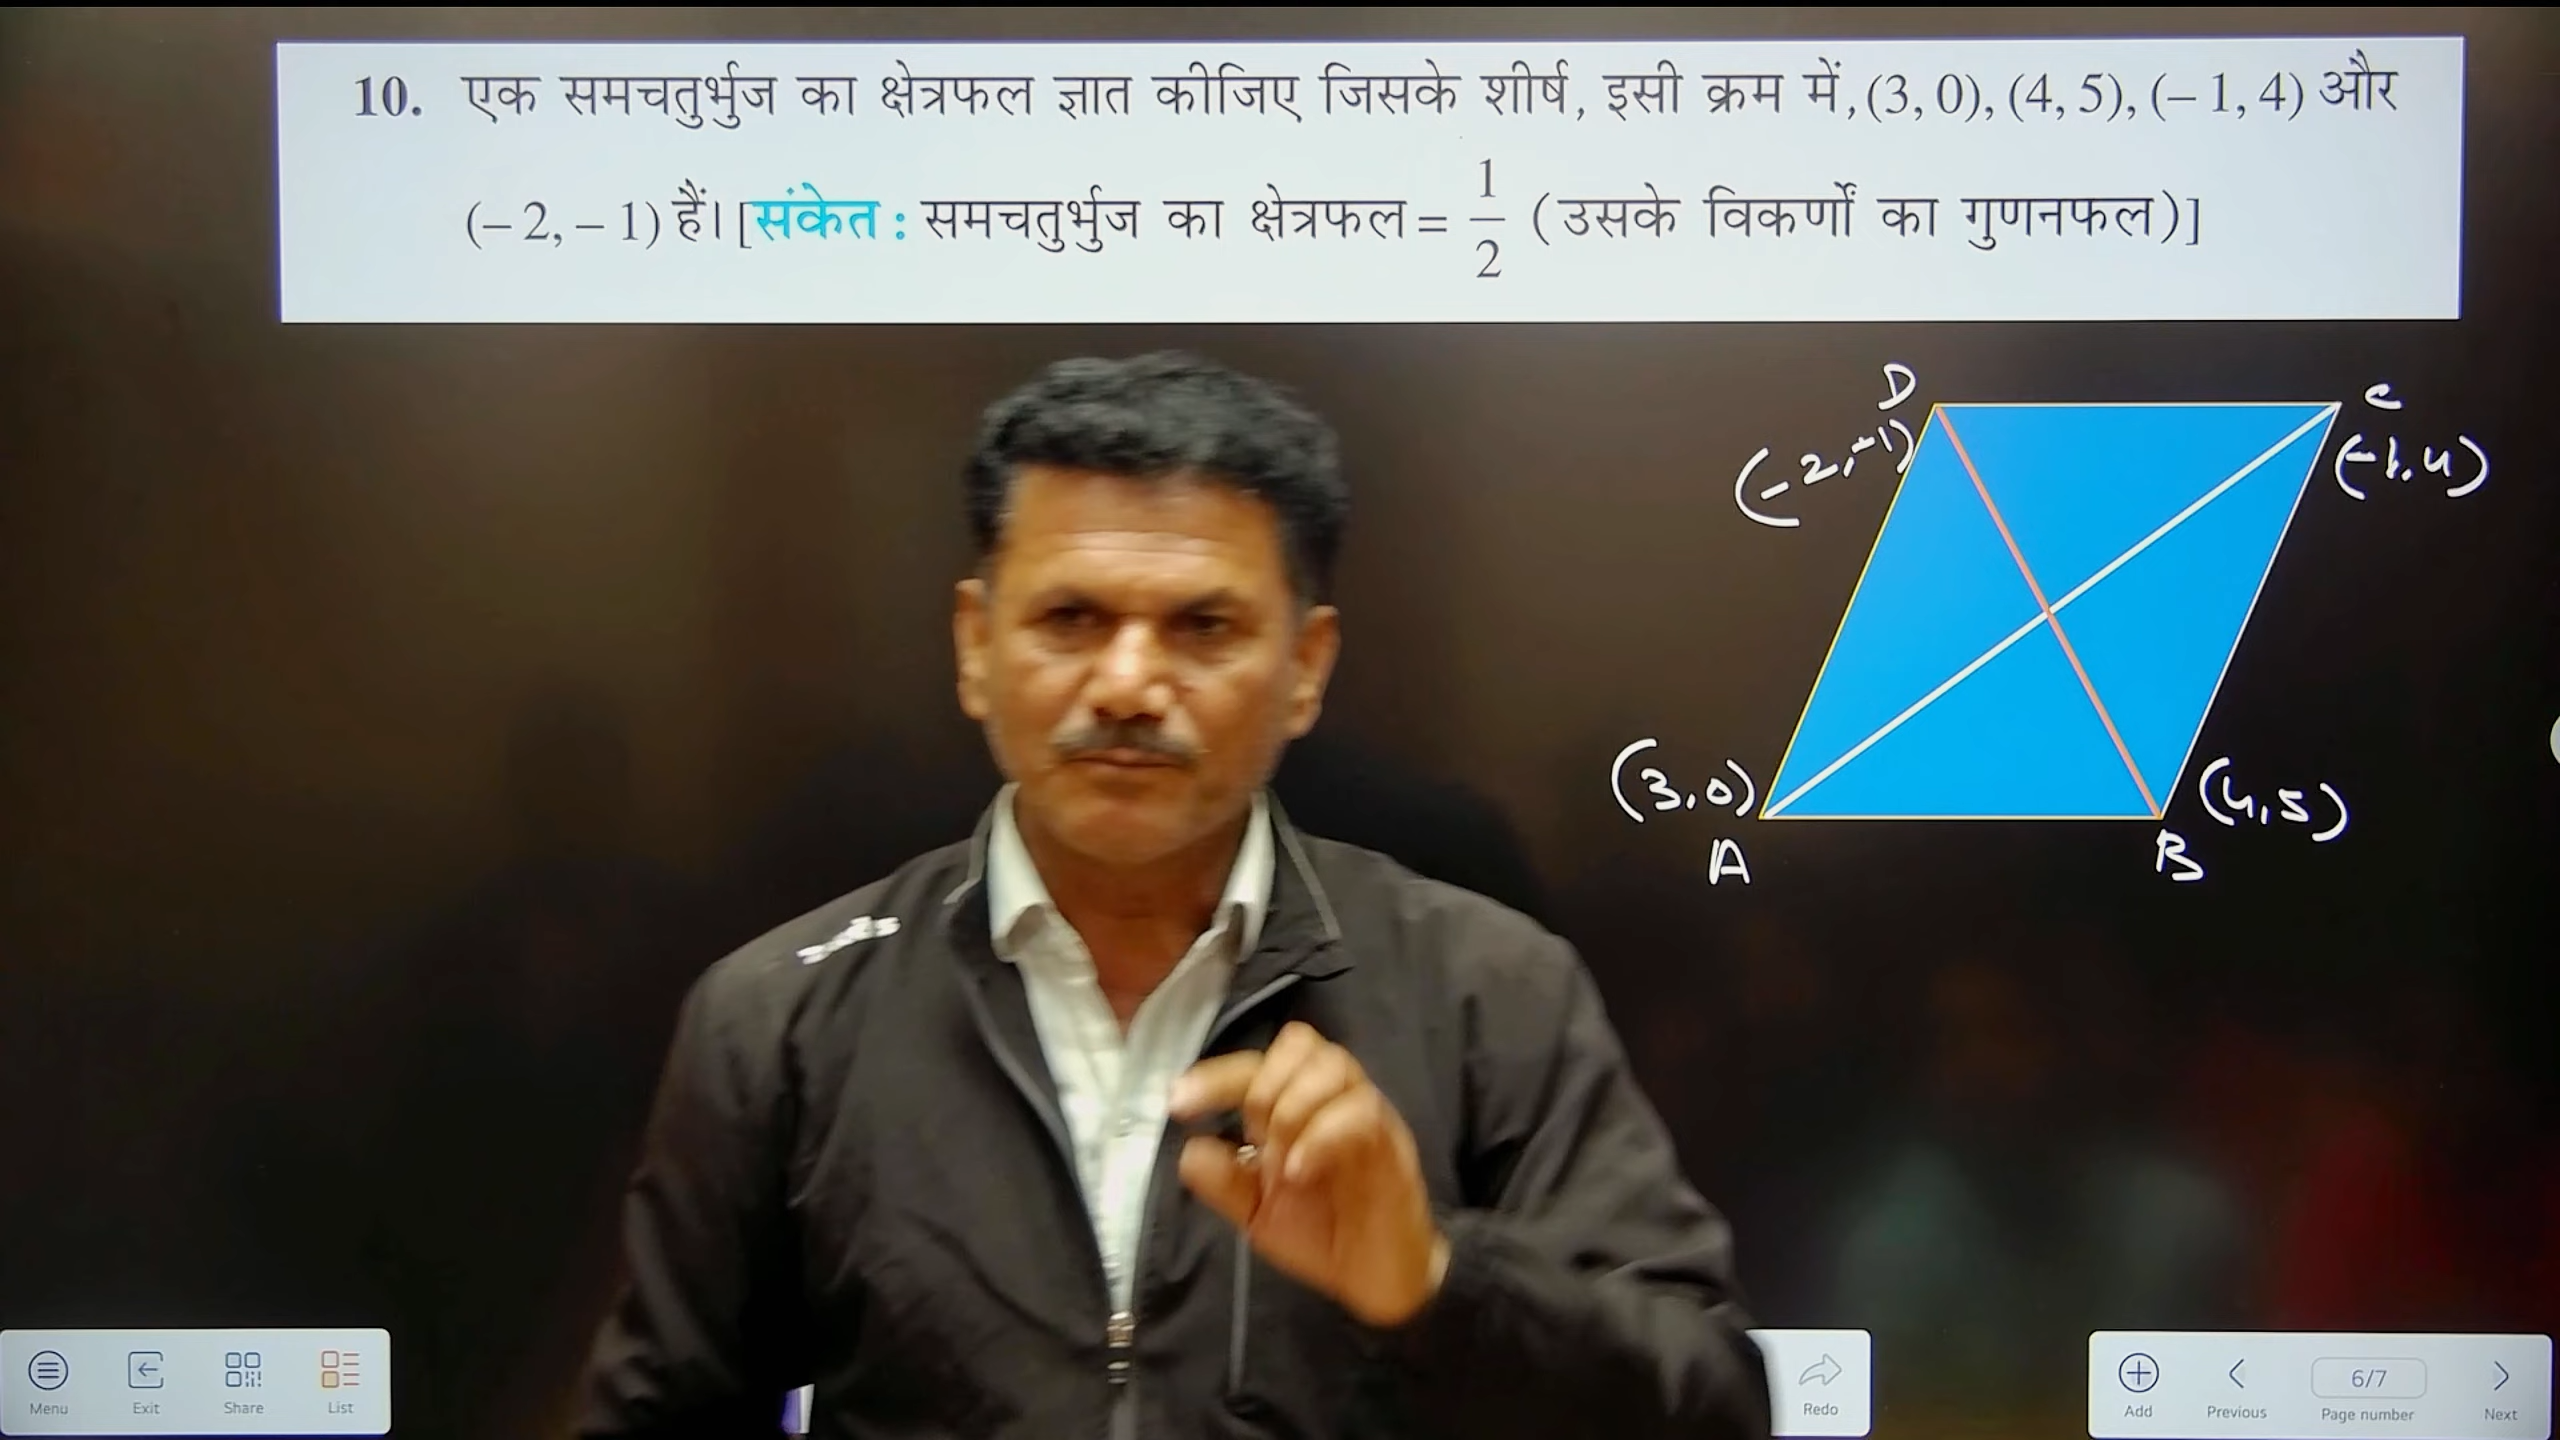 10. एक समचतुर्भुज का क्षेत्रफल ज्ञात कीजिए जिसके शीर्ष, इसी क्रम में, (3, 0), (4, 5), (– 1, 4) और
(– 2, – 1) हैं। [संकेत : समचतुर्भुज का क्षेत्रफल = 1/2 (उसके विकर्णों का गुणनफल)]
D
C
(-2,-1)
(-1,4)
(3,0)
(4,5)
A
B
Menu
Exit
Share
List
Redo
Add
Previous
6/7
Page number
Next